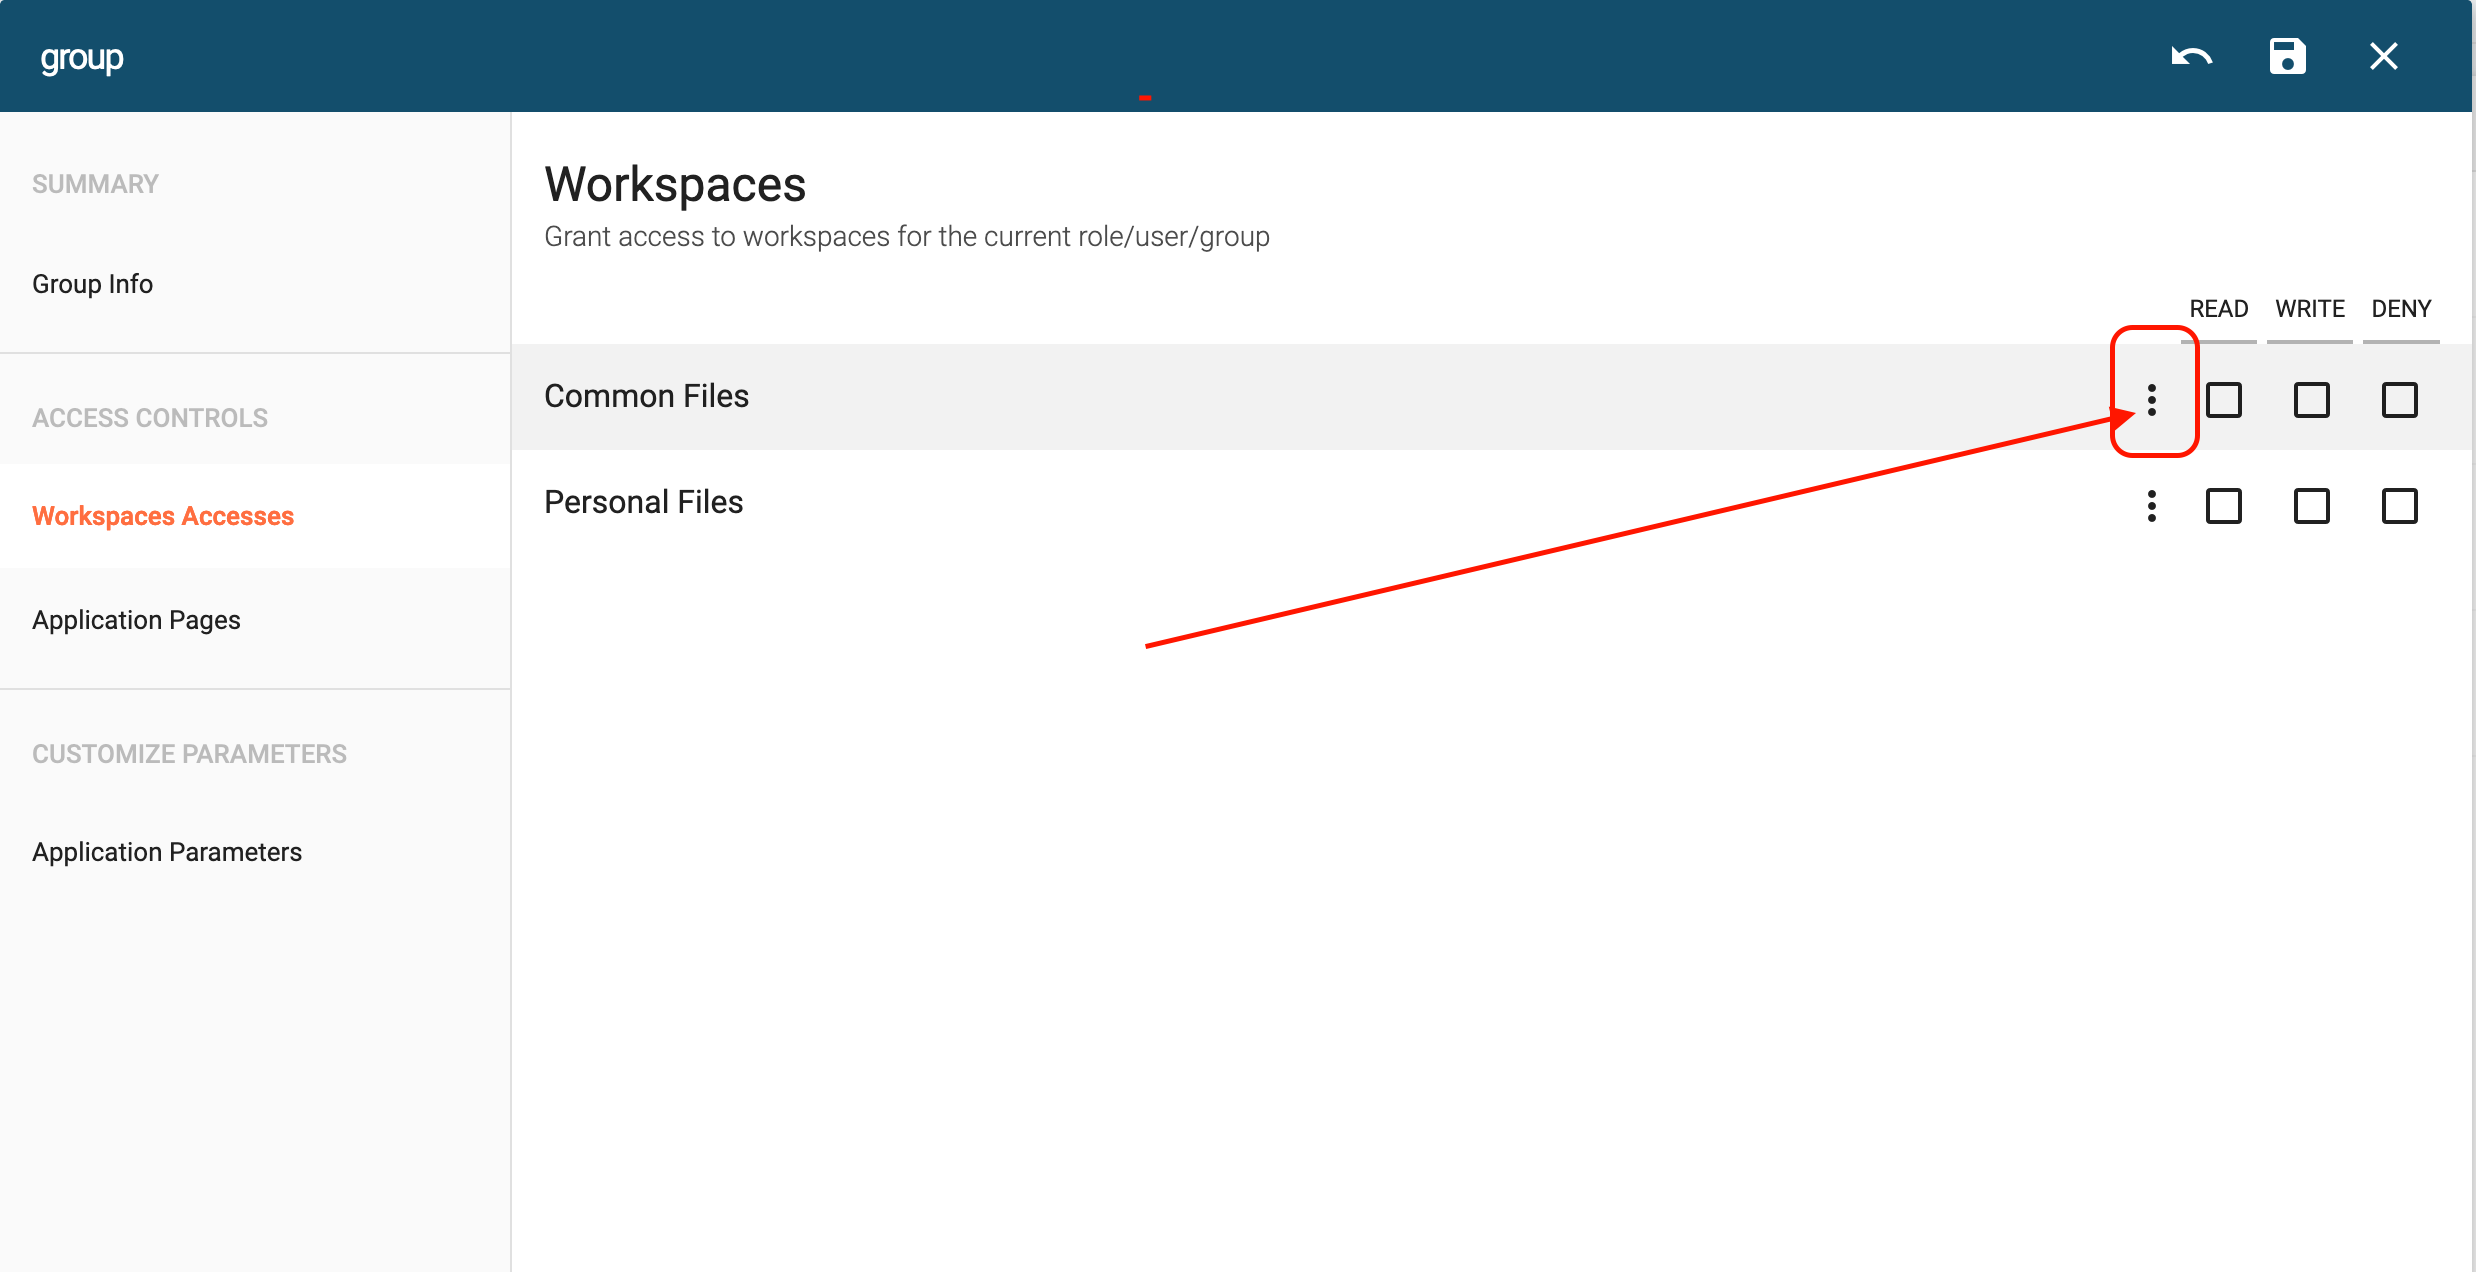 group
SUMMARY
Group Info
ACCESS CONTROLS
Workspaces Accesses
Application Pages
CUSTOMIZE PARAMETERS
Application Parameters
Workspaces
Grant access to workspaces for the current role/user/group
READ WRITE DENY
Common Files
Personal Files